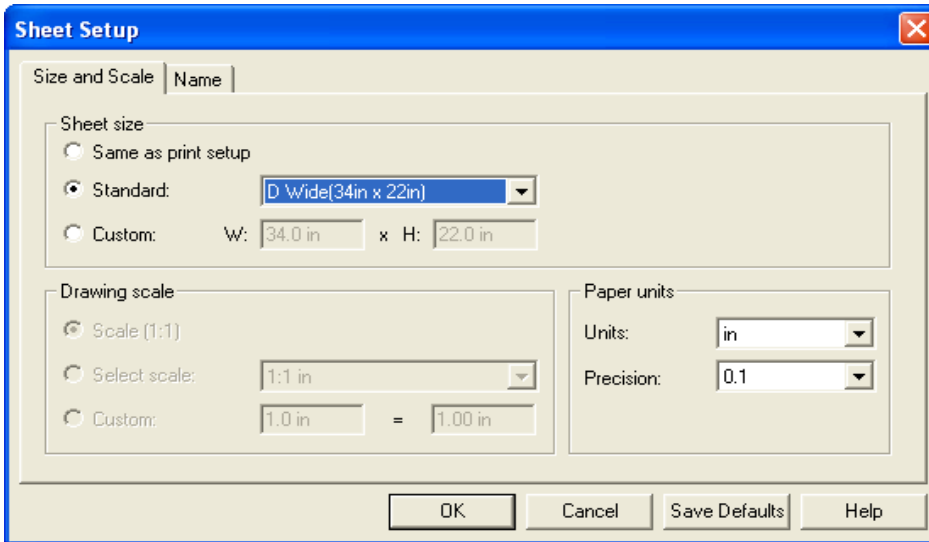 Sheet Setup
Size and Scale Name
Sheet size
Same as print setup
Standard: D Wide(34in x 22in)
Custom: W: 34.0 in x H: 22.0 in
Drawing scale
Scale (1:1)
Select scale: 1:1 in
Custom: 1.0 in = 1.00 in
Paper units
Units: in
Precision: 0.1
OK Cancel Save Defaults Help